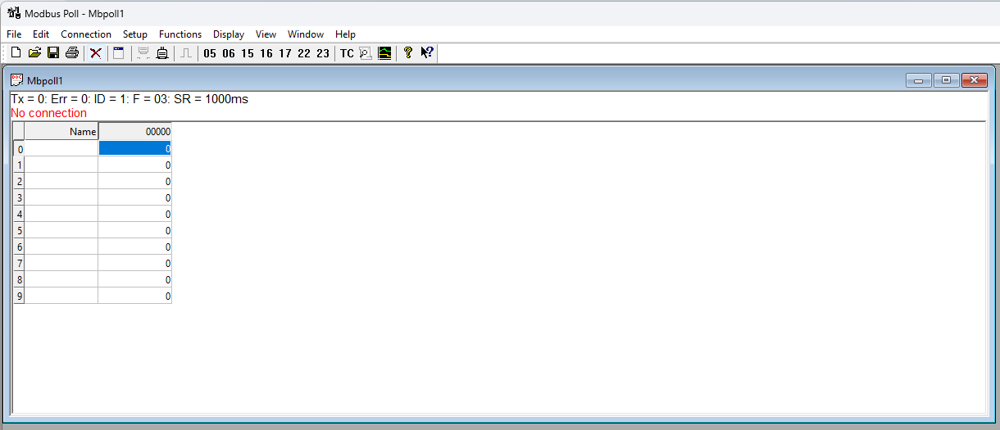 Modbus Poll - Mbpoll1
File Edit Connection Setup Functions Display View Window Help
05 06 15 16 17 22 23 TC
Mbpoll1
Tx = 0: Err = 0: ID = 1: F = 03: SR = 1000ms
No connection
Name 00000
0 0
1 0
2 0
3 0
4 0
5 0
6 0
7 0
8 0
9 0